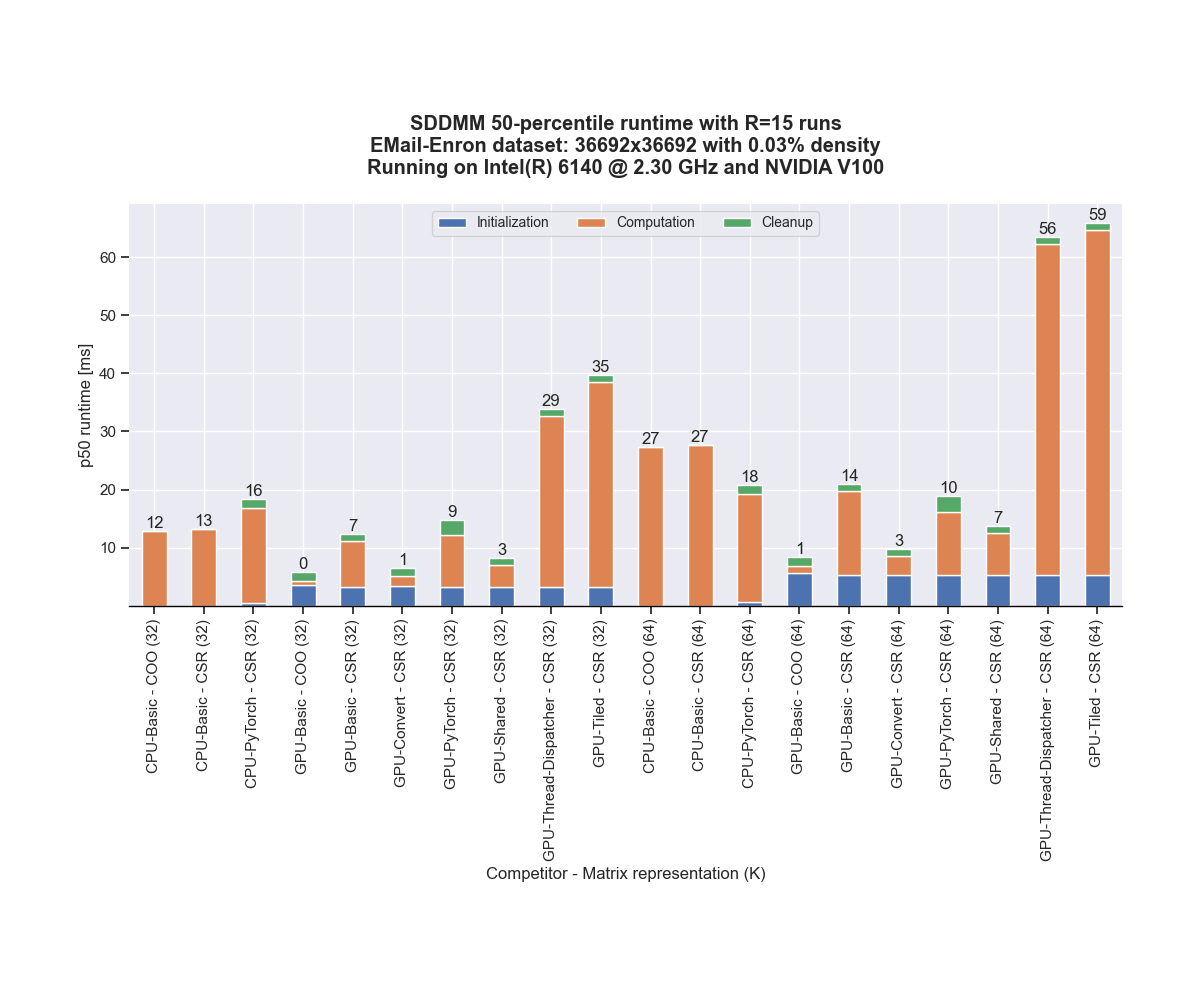 SDDMM 50-percentile runtime with R=15 runs
EMail-Enron dataset: 36692x36692 with 0.03% density
Running on Intel(R) 6140 @ 2.30 GHz and NVIDIA V100
Initialization
Computation
Cleanup
p50 runtime [ms]
60
50
40
30
20
10
12
13
16
0
7
1
9
3
29
35
27
27
18
1
14
3
10
7
56
59
CPU-Basic - COO (32)
CPU-Basic - CSR (32)
CPU-PyTorch - CSR (32)
GPU-Basic - COO (32)
GPU-Basic - CSR (32)
GPU-Convert - CSR (32)
GPU-PyTorch - CSR (32)
GPU-Shared - CSR (32)
GPU-Thread-Dispatcher - CSR (32)
GPU-Tiled - CSR (32)
CPU-Basic - COO (64)
CPU-Basic - CSR (64)
CPU-PyTorch - CSR (64)
GPU-Basic - COO (64)
GPU-Basic - CSR (64)
GPU-Convert - CSR (64)
GPU-PyTorch - CSR (64)
GPU-Shared - CSR (64)
GPU-Thread-Dispatcher - CSR (64)
GPU-Tiled - CSR (64)
Competitor - Matrix representation (K)